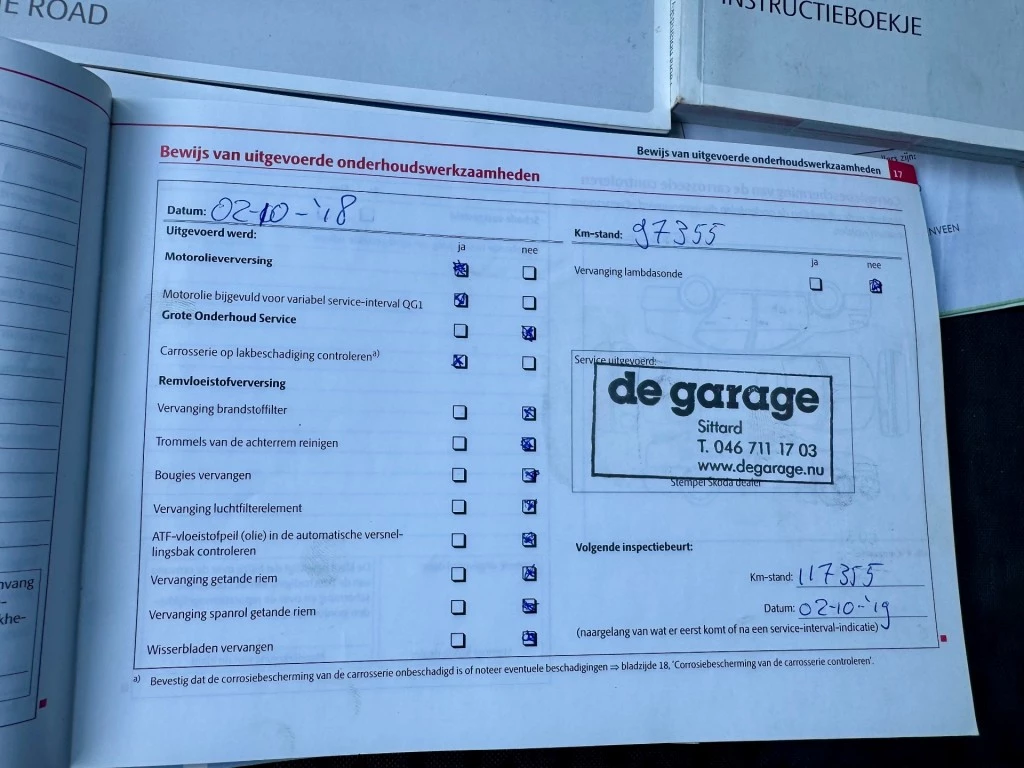 E ROAD
INSTRUCTIEBOEKJE
Bewijs van uitgevoerde onderhoudswerkzaamheden
17
zijn:
NVEEN
Bewijs van uitgevoerde onderhoudswerkzaamheden
Datum: 02-10-'18
Uitgevoerd werd:
ja nee
Motorolieverversing
Motorolie bijgevuld voor variabel service-interval QG1
Grote Onderhoud Service
Carrosserie op lakbeschadiging controleren a)
Remvloeistofverversing
Vervanging brandstoffilter
Trommels van de achterrem reinigen
Bougies vervangen
Vervanging luchtfilterelement
ATF-vloeistofpeil (olie) in de automatische versnel-
lingsbak controleren
Vervanging getande riem
Vervanging spanrol getande riem
Wisserbladen vervangen
Km-stand: 97355
ja nee
Vervanging lambdasonde
Service uitgevoerd:
de garage
Sittard
T. 046 711 17 03
www.degarage.nu
Stempel Škoda dealer
Volgende inspectiebeurt:
Km-stand: 117355
Datum: 02-10-'19
(naargelang van wat er eerst komt of na een service-interval-indicatie)
a) Bevestig dat de corrosiebescherming van de carrosserie onbeschadigd is of noteer eventuele beschadigingen ⇒ bladzijde 18, 'Corrosiebescherming van de carrosserie controleren'.
nvang
khe-